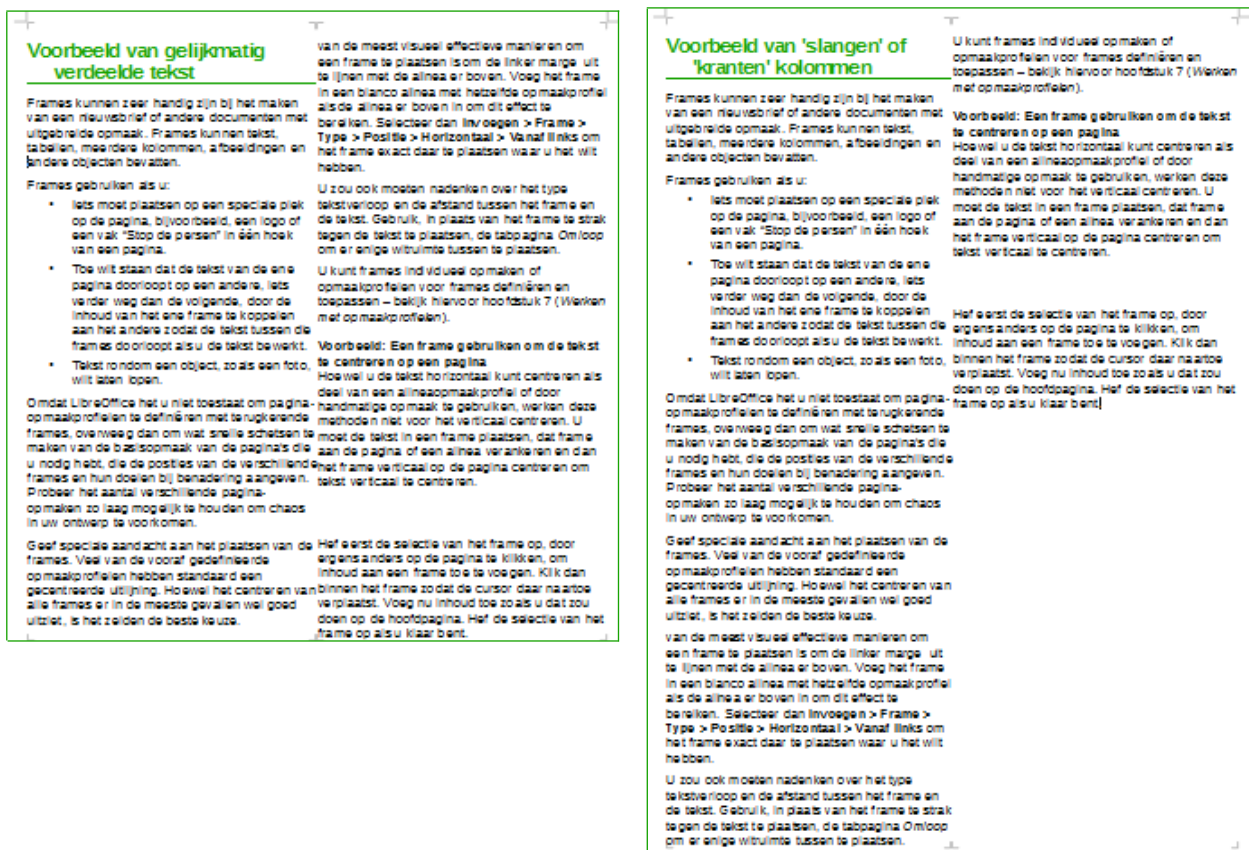 Voorbeeld van gelijkmatig
verdeelde tekst
Frames kunnen zeer handig zijn bij het maken
van een nieuwsbrief of andere documenten met
uitgebreide opmaak. Frames kunnen tekst,
tabellen, meerdere kolommen, afbeeldingen en
andere objecten bevatten.
Frames gebruiken als u:
• Iets moet plaatsen op een speciale plek
op de pagina, bijvoorbeeld, een logo of
een vak “Stop de persen” in één hoek
van een pagina.
• Toe wilt staan dat de tekst van de ene
pagina doorloopt op een andere, iets
verder weg dan de volgende, door de
inhoud van het ene frame te koppelen
aan het andere zodat de tekst tussen die
frames doorloopt als u de tekst bewerkt.
• Tekst rondom een object, zoals een foto,
wilt laten lopen.
Omdat LibreOffice het u niet toestaat om pagina-
opmaakprofielen te definiëren met terugkerende
frames, overweeg dan om wat snelle schetsen te
maken van de basisopmaak van de pagina's die
u nodig hebt, die de posities van de verschillende
frames en hun doelen bij benadering aangeven.
Probeer het aantal verschillende pagina-
opmaken zo laag mogelijk te houden om chaos
in uw ontwerp te voorkomen.
Geef speciale aandacht aan het plaatsen van de
frames. Veel van de vooraf gedefinieerde
opmaakprofielen hebben standaard een
gecentreerde uitlijning. Hoewel het centreren van
alle frames er in de meeste gevallen wel goed
uitziet, is het zelden de beste keuze.
van de meest visueel effectieve manieren om
een frame te plaatsen is om de linker marge uit
te lijnen met de alinea er boven. Voeg het frame
in een blanco alinea met hetzelfde opmaakprofiel
als de alinea er boven in om dit effect te
bereiken. Selecteer dan Invoegen > Frame >
Type > Positie > Horizontaal > Vanaf links om
het frame exact daar te plaatsen waar u het wilt
hebben.
U zou ook moeten nadenken over het type
tekstverloop en de afstand tussen het frame en
de tekst. Gebruik, in plaats van het frame te strak
tegen de tekst te plaatsen, de tabpagina Omloop
om er enige witruimte tussen te plaatsen.
U kunt frames individueel opmaken of
opmaakprofielen voor frames definiëren en
toepassen – bekijk hiervoor hoofdstuk 7 (Werken
met opmaakprofielen).
Voorbeeld: Een frame gebruiken om de tekst
te centreren op een pagina
Hoewel u de tekst horizontaal kunt centreren als
deel van een alineaopmaakprofiel of door
handmatige opmaak te gebruiken, werken deze
methoden niet voor het verticaal centreren. U
moet de tekst in een frame plaatsen, dat frame
aan de pagina of een alinea verankeren en dan
het frame verticaal op de pagina centreren om
tekst verticaal te centreren.
Hef eerst de selectie van het frame op, door
ergens anders op de pagina te klikken, om
inhoud aan een frame toe te voegen. Klik dan
binnen het frame zodat de cursor daar naartoe
verplaatst. Voeg nu inhoud toe zoals u dat zou
doen op de hoofdpagina. Hef de selectie van het
frame op als u klaar bent.
Voorbeeld van 'slangen' of
'kranten' kolommen
Frames kunnen zeer handig zijn bij het maken
van een nieuwsbrief of andere documenten met
uitgebreide opmaak. Frames kunnen tekst,
tabellen, meerdere kolommen, afbeeldingen en
andere objecten bevatten.
Frames gebruiken als u:
• Iets moet plaatsen op een speciale plek
op de pagina, bijvoorbeeld, een logo of
een vak “Stop de persen” in één hoek
van een pagina.
• Toe wilt staan dat de tekst van de ene
pagina doorloopt op een andere, iets
verder weg dan de volgende, door de
inhoud van het ene frame te koppelen
aan het andere zodat de tekst tussen die
frames doorloopt als u de tekst bewerkt.
• Tekst rondom een object, zoals een foto,
wilt laten lopen.
Omdat LibreOffice het u niet toestaat om pagina-
opmaakprofielen te definiëren met terugkerende
frames, overweeg dan om wat snelle schetsen te
maken van de basisopmaak van de pagina's die
u nodig hebt, die de posities van de verschillende
frames en hun doelen bij benadering aangeven.
Probeer het aantal verschillende pagina-
opmaken zo laag mogelijk te houden om chaos
in uw ontwerp te voorkomen.
Geef speciale aandacht aan het plaatsen van de
frames. Veel van de vooraf gedefinieerde
opmaakprofielen hebben standaard een
gecentreerde uitlijning. Hoewel het centreren van
alle frames er in de meeste gevallen wel goed
uitziet, is het zelden de beste keuze.
van de meest visueel effectieve manieren om
een frame te plaatsen is om de linker marge uit
te lijnen met de alinea er boven. Voeg het frame
in een blanco alinea met hetzelfde opmaakprofiel
als de alinea er boven in om dit effect te
bereiken. Selecteer dan Invoegen > Frame >
Type > Positie > Horizontaal > Vanaf links om
het frame exact daar te plaatsen waar u het wilt
hebben.
U zou ook moeten nadenken over het type
tekstverloop en de afstand tussen het frame en
de tekst. Gebruik, in plaats van het frame te strak
tegen de tekst te plaatsen, de tabpagina Omloop
om er enige witruimte tussen te plaatsen.
U kunt frames individueel opmaken of
opmaakprofielen voor frames definiëren en
toepassen – bekijk hiervoor hoofdstuk 7 (Werken
met opmaakprofielen).
Voorbeeld: Een frame gebruiken om de tekst
te centreren op een pagina
Hoewel u de tekst horizontaal kunt centreren als
deel van een alineaopmaakprofiel of door
handmatige opmaak te gebruiken, werken deze
methoden niet voor het verticaal centreren. U
moet de tekst in een frame plaatsen, dat frame
aan de pagina of een alinea verankeren en dan
het frame verticaal op de pagina centreren om
tekst verticaal te centreren.
Hef eerst de selectie van het frame op, door
ergens anders op de pagina te klikken, om
inhoud aan een frame toe te voegen. Klik dan
binnen het frame zodat de cursor daar naartoe
verplaatst. Voeg nu inhoud toe zoals u dat zou
doen op de hoofdpagina. Hef de selectie van het
frame op als u klaar bent.